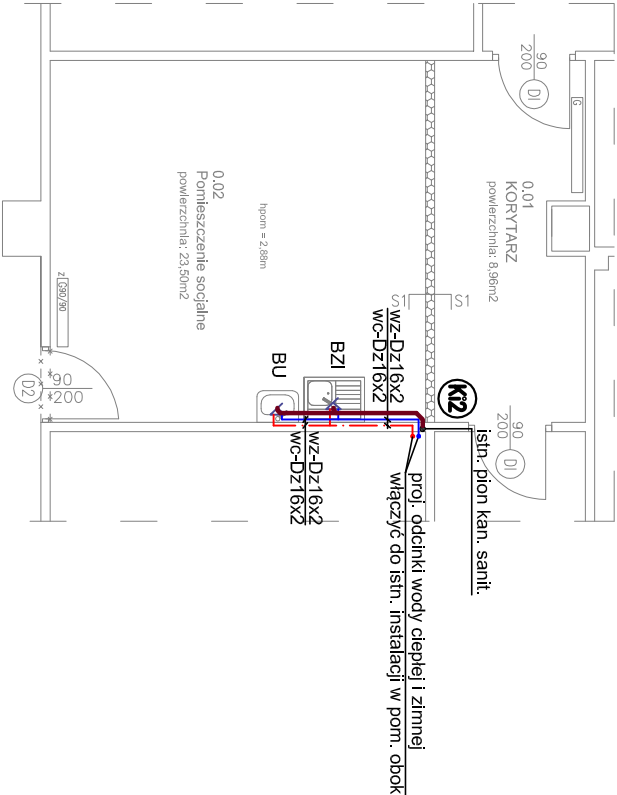 90
200
D1
G
0.01
KORYTARZ
powierzchnia: 8,96m2
0.02
Pomieszczenie socjalne
powierzchnia: 23,50m2
hpom = 2,88m
z G90/90
90
200
D2
S1
S1
wz-Dz16x2
wc-Dz16x2
BZI
BU
wz-Dz16x2
wc-Dz16x2
Ki2
90
200
D1
istn. pion kan. sanit.
proj. odcinki wody ciepłej i zimnej
włączyć do istn. instalacji w pom. obok